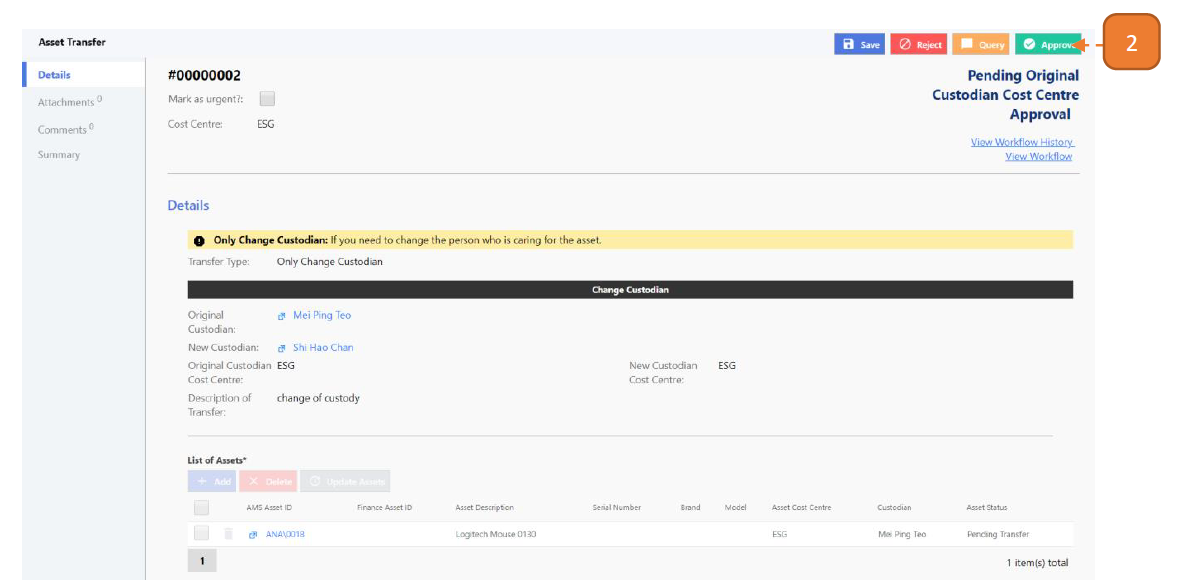 Asset Transfer
Save
Reject
Query
Approve
2
Details
Attachments 0
Comments 0
Summary
#00000002
Mark as urgent?:
Cost Centre: ESG
Pending Original
Custodian Cost Centre
Approval
View Workflow History
View Workflow
Details
Only Change Custodian: If you need to change the person who is caring for the asset.
Transfer Type: Only Change Custodian
Change Custodian
Original
Custodian:
Mei Ping Teo
New Custodian: Shi Hao Chan
Original Custodian
Cost Centre:
ESG
New Custodian
Cost Centre:
ESG
Description of
Transfer:
change of custody
List of Assets*
+ Add
Delete
Update Assets
AMS Asset ID Finance Asset ID Asset Description Serial Number Brand Model Asset Cost Centre Custodian Asset Status
ANA\0018 Logitech Mouse 0130 ESG Mei Ping Teo Pending Transfer
1
1 item(s) total